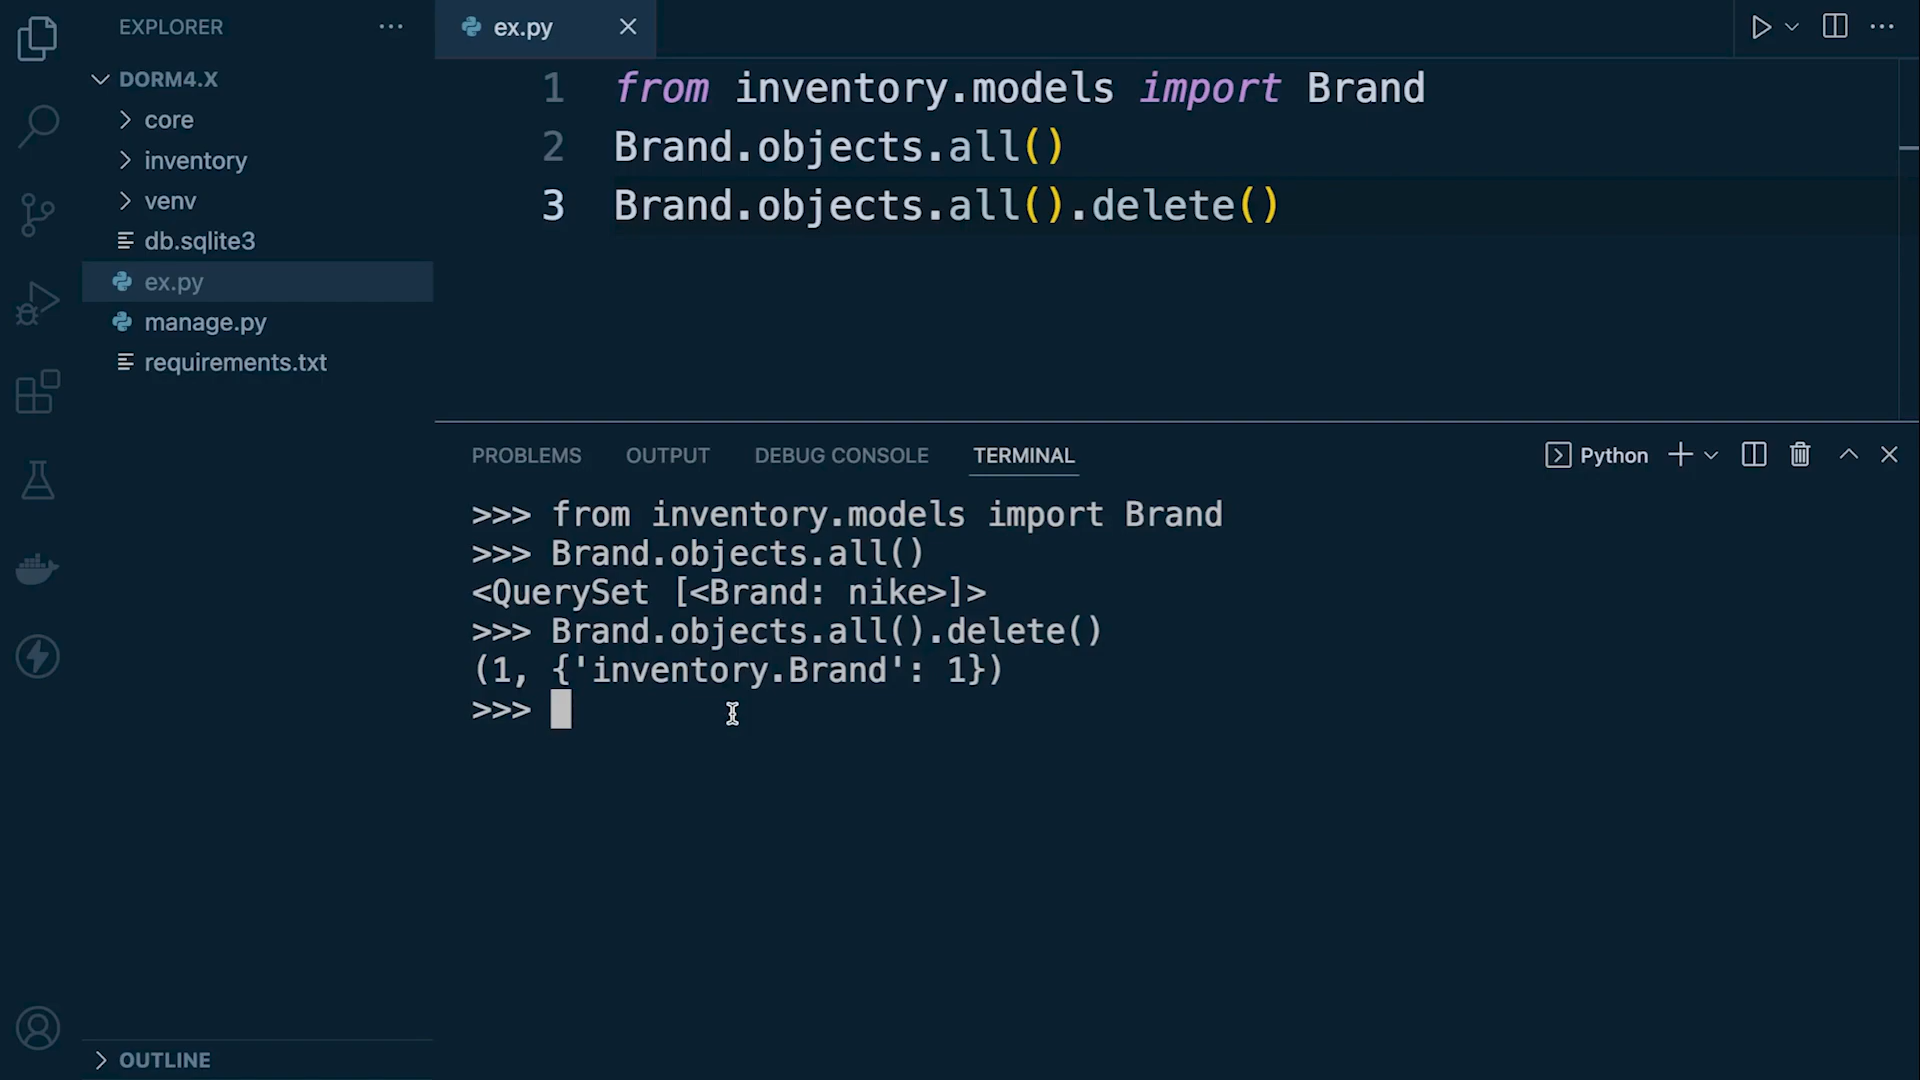 EXPLORER
DORM4.X
core
inventory
venv
db.sqlite3
ex.py
manage.py
requirements.txt
OUTLINE
ex.py
1 from inventory.models import Brand
2 Brand.objects.all()
3 Brand.objects.all().delete()
PROBLEMS OUTPUT DEBUG CONSOLE TERMINAL Python
>>> from inventory.models import Brand
>>> Brand.objects.all()
<QuerySet [<Brand: nike>]>
>>> Brand.objects.all().delete()
(1, {'inventory.Brand': 1})
>>>